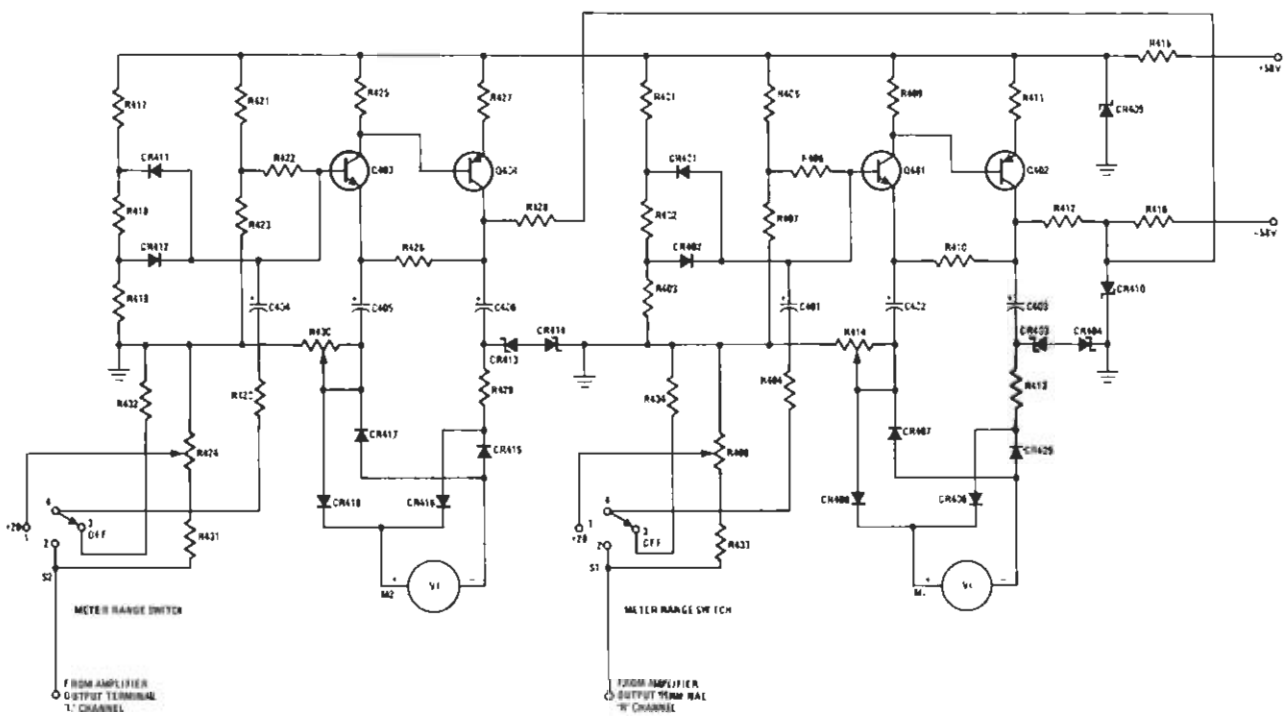 R415
+58V
R417
R421
R425
R427
R401
R405
R409
R411
CR409
CR411
R422
Q403
Q404
CR401
R406
Q401
Q402
R418
R423
R428
R402
R407
R412
R416
-58V
CR412
R426
CR402
R410
R419
R403
CR410
C404
C405
C406
C401
C402
C403
R430
CR413
CR414
R414
CR403
CR404
R432
R420
R429
R434
R404
R413
R424
CR417
CR415
R408
CR407
CR405
CR418
CR416
CR408
CR406
4
3
OFF
+20
1
2
R431
4
1
3
OFF
+20
2
R433
S2
M2
+
-
S1
M1
+
-
METER RANGE SWITCH
METER RANGE SWITCH
FROM AMPLIFIER
OUTPUT TERMINAL
"L" CHANNEL
FROM AMPLIFIER
OUTPUT TERMINAL
"R" CHANNEL